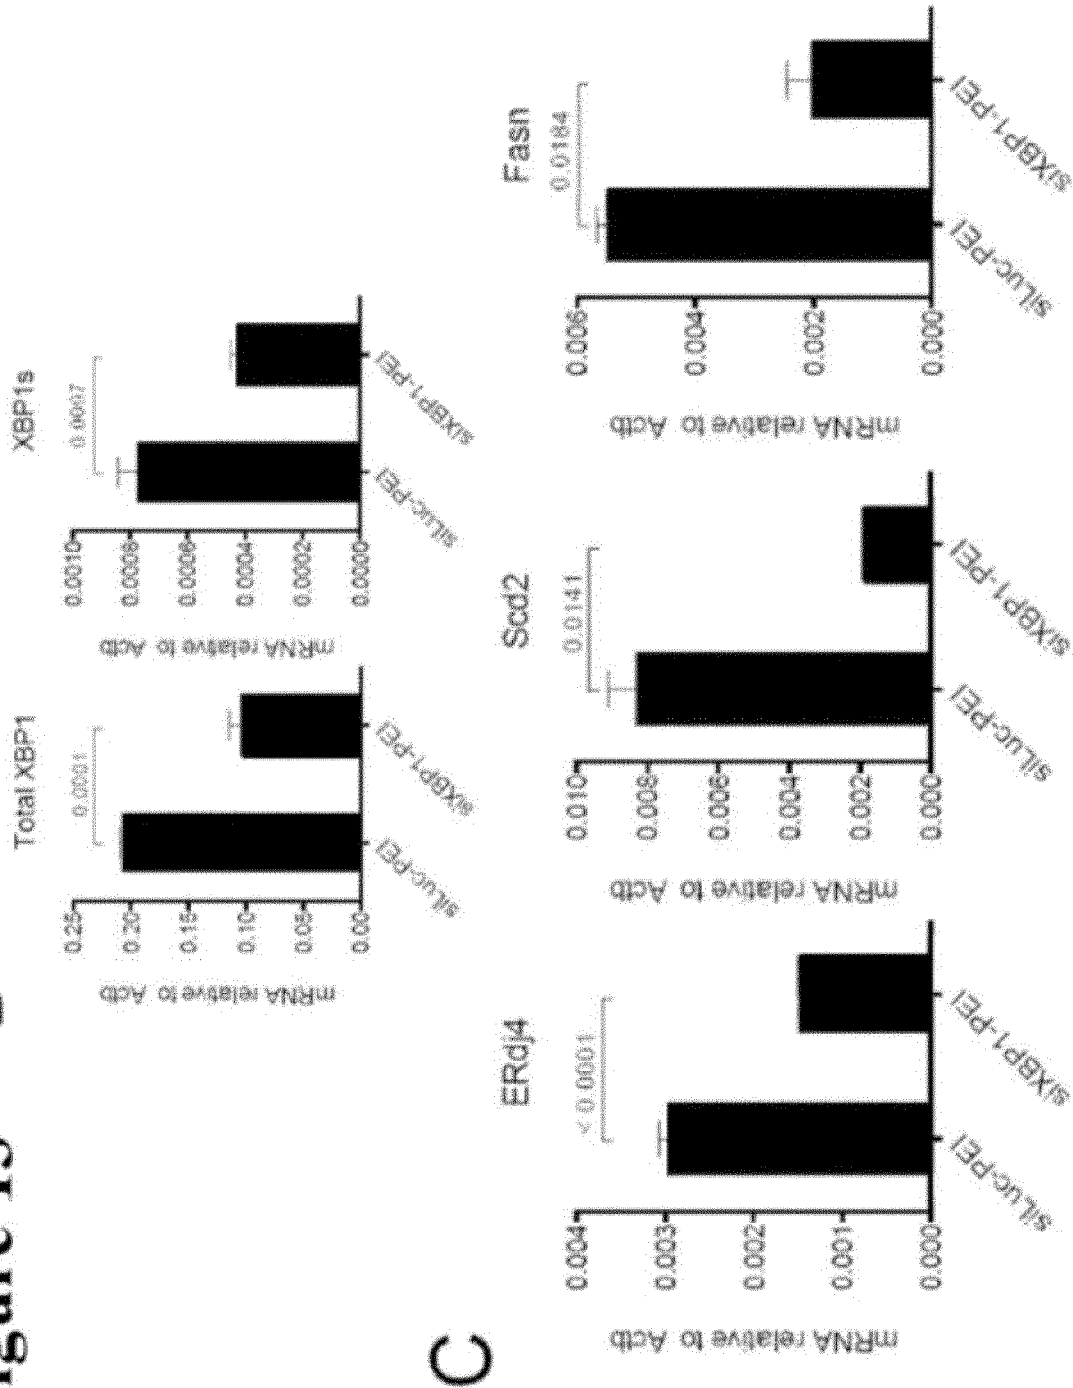 igure
Total XBP1
0.0001
mRNA relative to Actb
0.25
0.20
0.15
0.10
0.05
0.00
siLuc-PEI
siXBP1-PEI
XBP1s
0.0007
mRNA relative to Actb
0.0010
0.0008
0.0006
0.0004
0.0002
0.0000
siLuc-PEI
siXBP1-PEI
C
ERdj4
< 0.0001
mRNA relative to Actb
0.004
0.003
0.002
0.001
0.000
siLuc-PEI
siXBP1-PEI
Scd2
0.0141
mRNA relative to Actb
0.010
0.008
0.006
0.004
0.002
0.000
siLuc-PEI
siXBP1-PEI
Fasn
0.0184
mRNA relative to Actb
0.006
0.004
0.002
0.000
siLuc-PEI
siXBP1-PEI